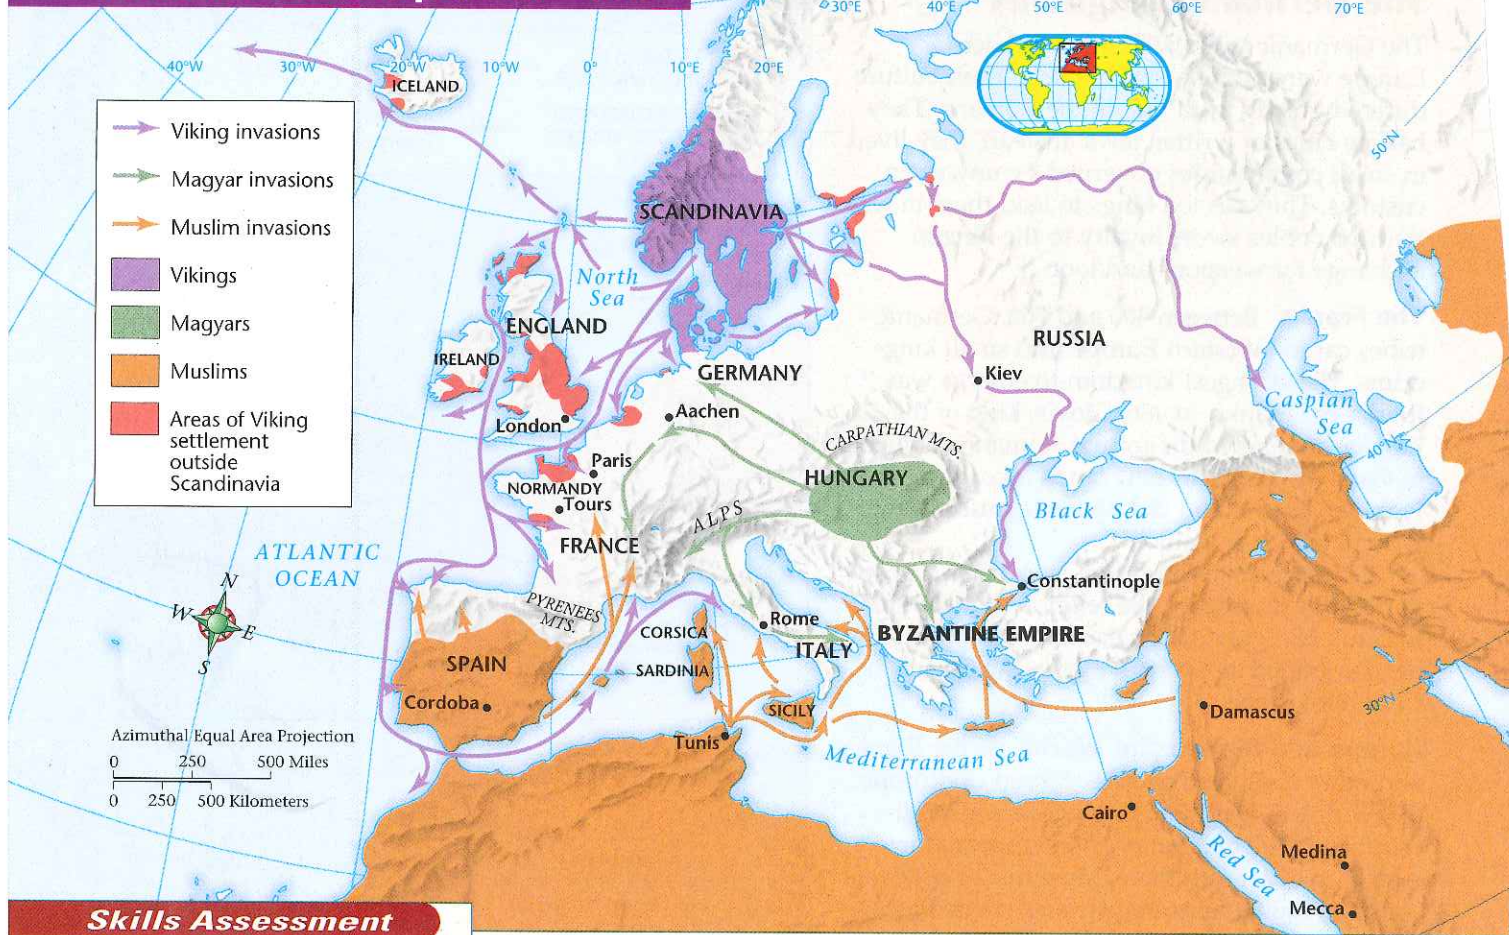 40°W
30°W
20°W
10°W
0°
10°E
20°E
30°E
40°E
50°E
60°E
70°E
50°N
40°N
30°N
Viking invasions
Magyar invasions
Muslim invasions
Vikings
Magyars
Muslims
Areas of Viking
settlement
outside
Scandinavia
ICELAND
SCANDINAVIA
North
Sea
ENGLAND
IRELAND
London
GERMANY
Aachen
RUSSIA
Kiev
Caspian
Sea
CARPATHIAN MTS.
HUNGARY
Paris
NORMANDY
Tours
ALPS
FRANCE
Black Sea
ATLANTIC
OCEAN
N
W
E
S
PYRENEES
MTS.
Constantinople
CORSICA
Rome
ITALY
BYZANTINE EMPIRE
SPAIN
SARDINIA
Cordoba
SICILY
Damascus
Tunis
Mediterranean Sea
Azimuthal Equal Area Projection
0 250 500 Miles
0 250 500 Kilometers
Cairo
Red Sea
Medina
Mecca
Skills Assessment